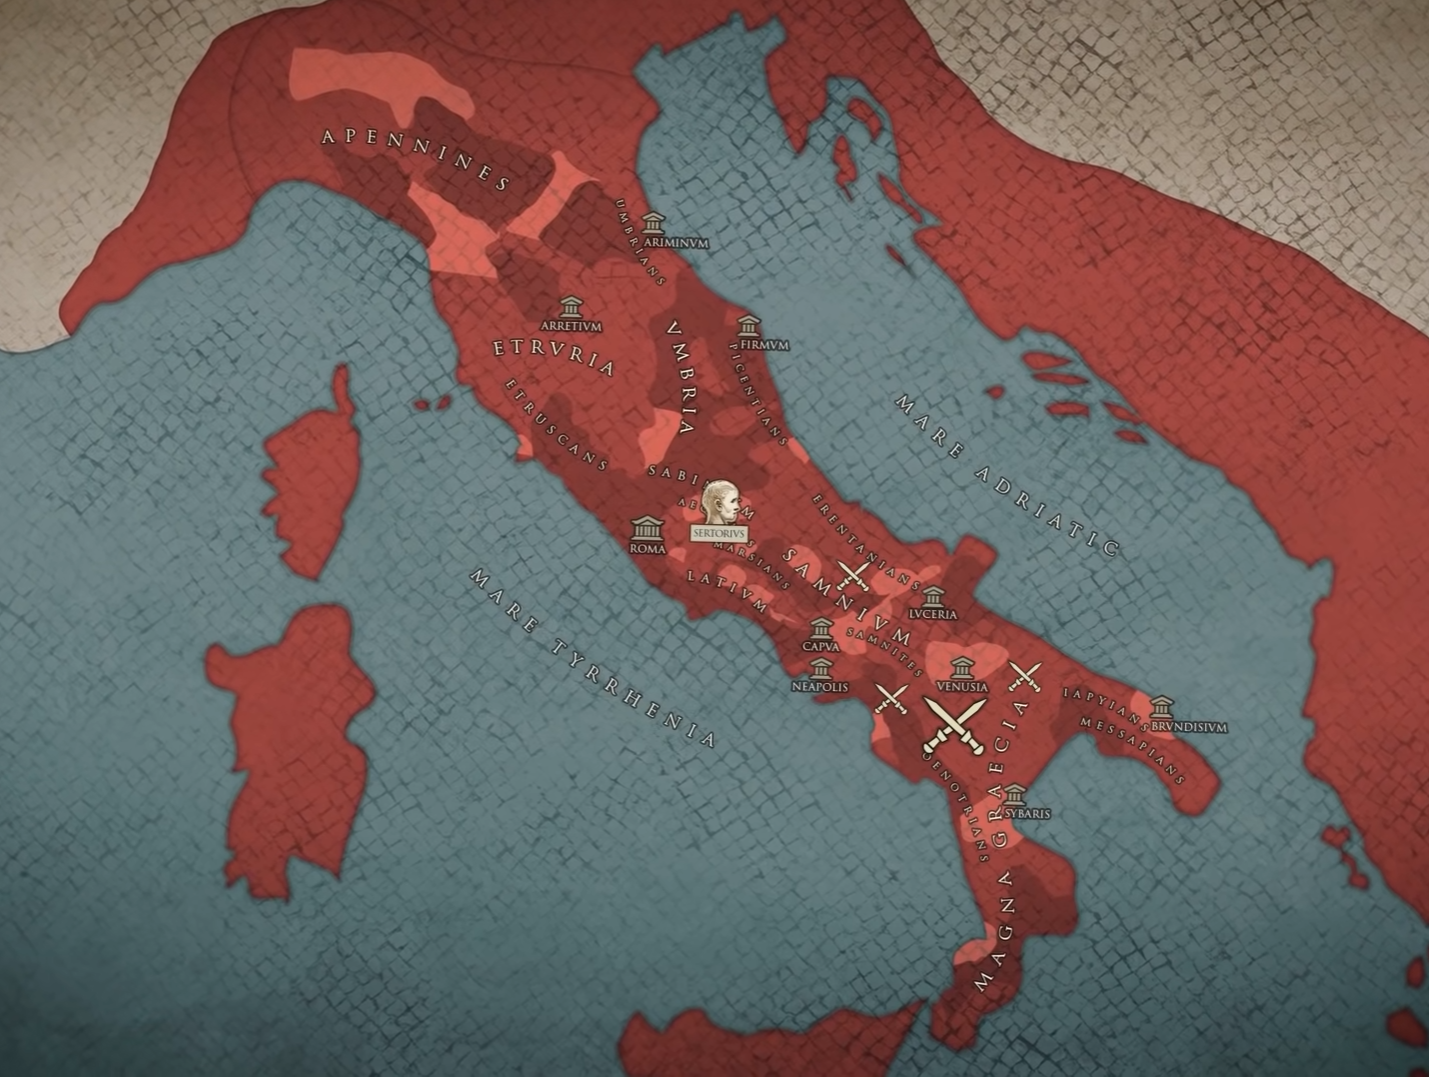 APENNINES
UMBRIANS
ARIMINVM
ARRETIVM
FIRMVM
ETRVRIA
VMBRIA
PICENTIANS
ETRUSCANS
MARE ADRIATIC
SERTORIVS
ROMA
MARSIANS
FRENTANIANS
SAMNIVM
LATIVM
LVCERIA
CAPVA
SAMNITES
NEAPOLIS
VENUSIA
MARE TYRRHENIA
IAPYIANS
BRVNDISIVM
MESSAPIANS
OENOTRIANS
SYBARIS
MAGNA GRAECIA